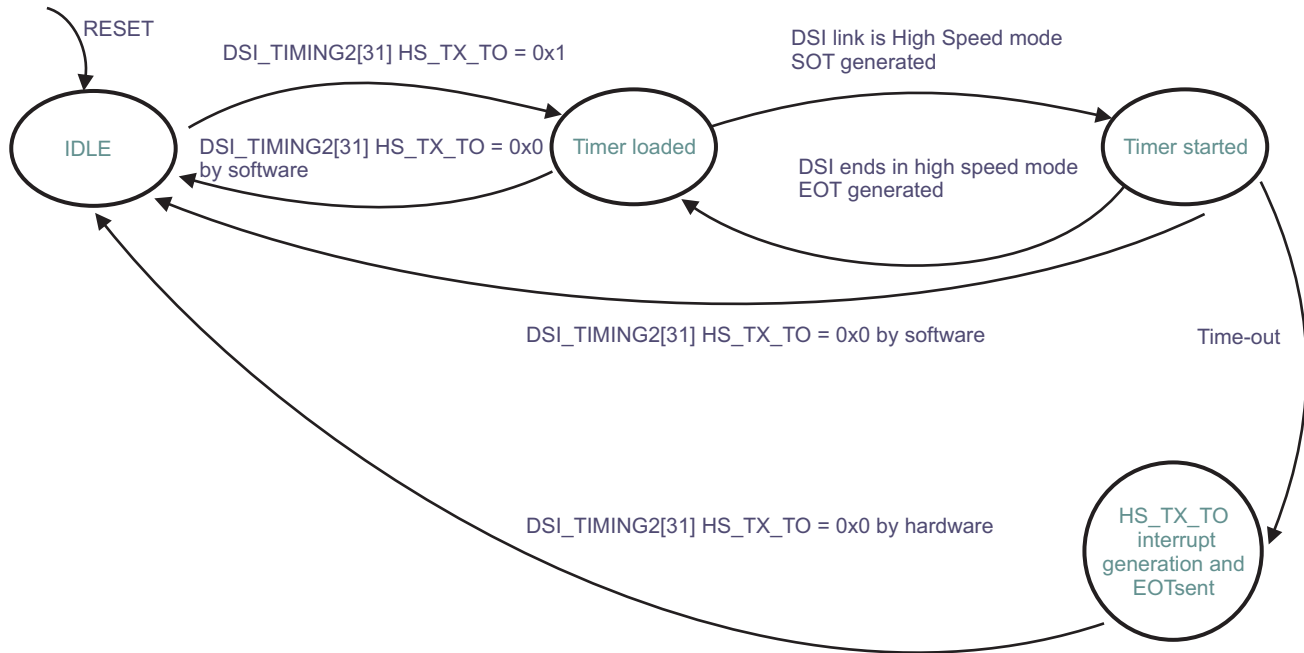 RESET
DSI_TIMING2[31] HS_TX_TO = 0x1
DSI link is High Speed mode
SOT generated
IDLE
DSI_TIMING2[31] HS_TX_TO = 0x0
by software
Timer loaded
DSI ends in high speed mode
EOT generated
Timer started
DSI_TIMING2[31] HS_TX_TO = 0x0 by software
Time-out
DSI_TIMING2[31] HS_TX_TO = 0x0 by hardware
HS_TX_TO
interrupt
generation and
EOTsent